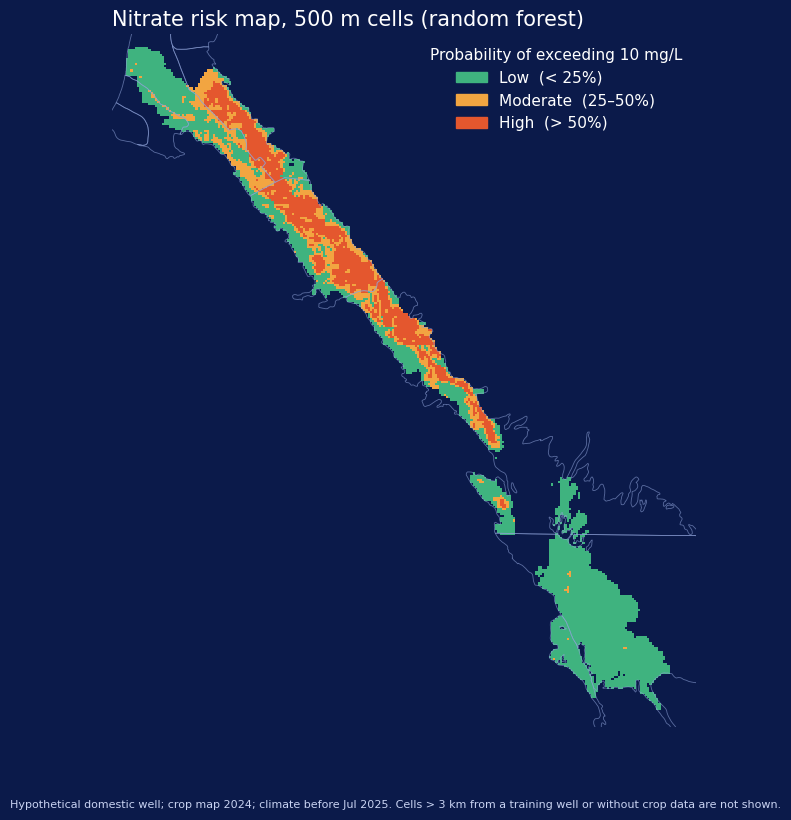 Nitrate risk map, 500 m cells (random forest)
Probability of exceeding 10 mg/L
Low (< 25%)
Moderate (25–50%)
High (> 50%)
Hypothetical domestic well; crop map 2024; climate before Jul 2025. Cells > 3 km from a training well or without crop data are not shown.